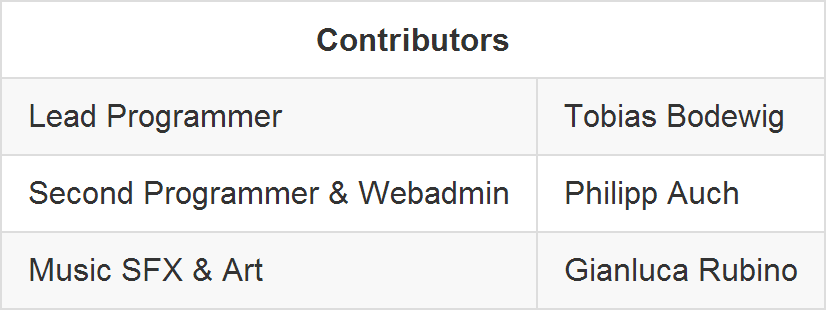 Contributors
Lead Programmer Tobias Bodewig
Second Programmer & Webadmin Philipp Auch
Music SFX & Art Gianluca Rubino